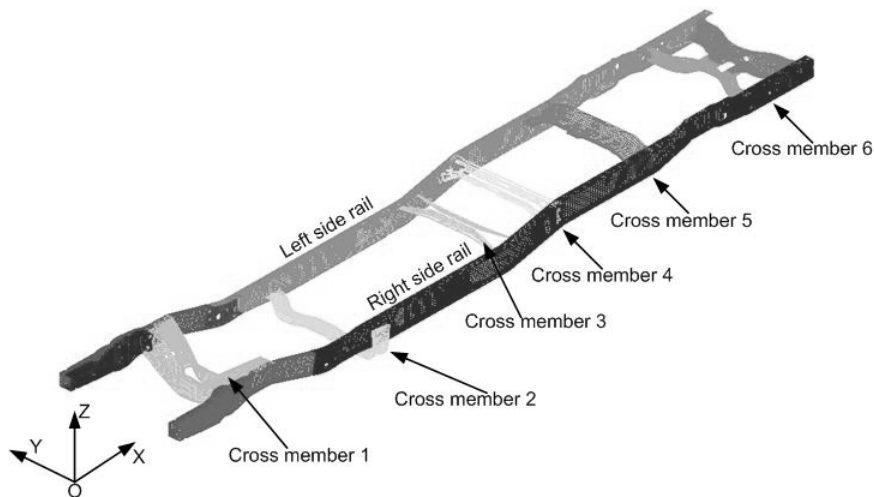 Cross member 6
Cross member 5
Left side rail
Cross member 4
Right side rail
Cross member 3
Cross member 2
Z
Y
X
Cross member 1
O